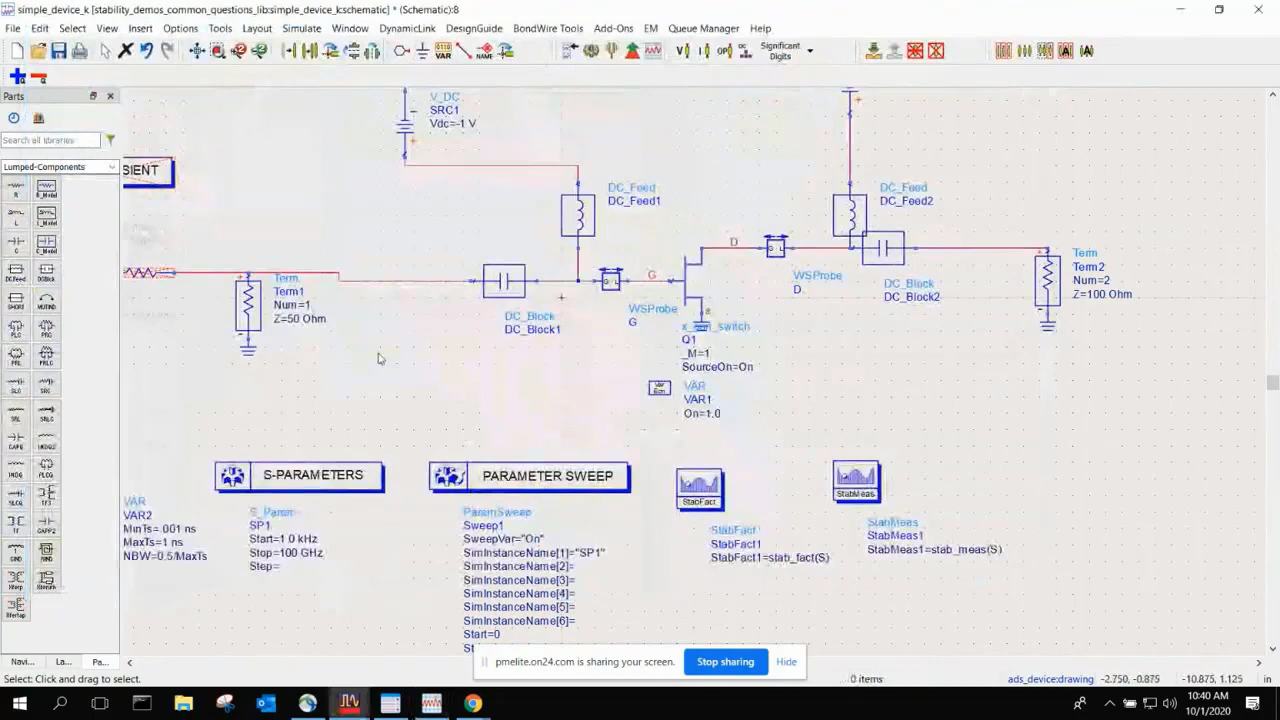 simple_device_k [stability_demos_common_questions_lib:simple_device_k:schematic] * (Schematic):8
File Edit Select View Insert Options Tools Layout Simulate Window DynamicLink DesignGuide BondWire Tools Add-Ons EM Queue Manager Help
Significant
Digits
Parts
Search all libraries
Lumped-Components
V_DC
SRC1
Vdc=-1 V
SIENT
DC_Feed
DC_Feed1
DC_Feed
DC_Feed2
D
G
Term
Term1
Num=1
Z=50 Ohm
DC_Block
DC_Block1
WSProbe
G
WSProbe
D
DC_Block
DC_Block2
Term
Term2
Num=2
Z=100 Ohm
Q1
_M=1
SourceOn=On
VAR
VAR1
On=1.0
S-PARAMETERS
PARAMETER SWEEP
StabFact
StabMeas
VAR
VAR2
MinTs=.001 ns
MaxTs=1 ns
NBW=0.5/MaxTs
S_Param
SP1
Start=1.0 kHz
Stop=100 GHz
Step=
ParamSweep
Sweep1
SweepVar="On"
SimInstanceName[1]="SP1"
SimInstanceName[2]=
SimInstanceName[3]=
SimInstanceName[4]=
SimInstanceName[5]=
SimInstanceName[6]=
Start=0
StabFact
StabFact1
StabFact1=stab_fact(S)
StabMeas
StabMeas1
StabMeas1=stab_meas(S)
Navi... La... Pa...
pmelite.on24.com is sharing your screen. Stop sharing Hide
Select: Click and drag to select. 0 items ads_device:drawing -2.750, -0.875 -10.875, 1.125 in
10:40 AM
10/1/2020